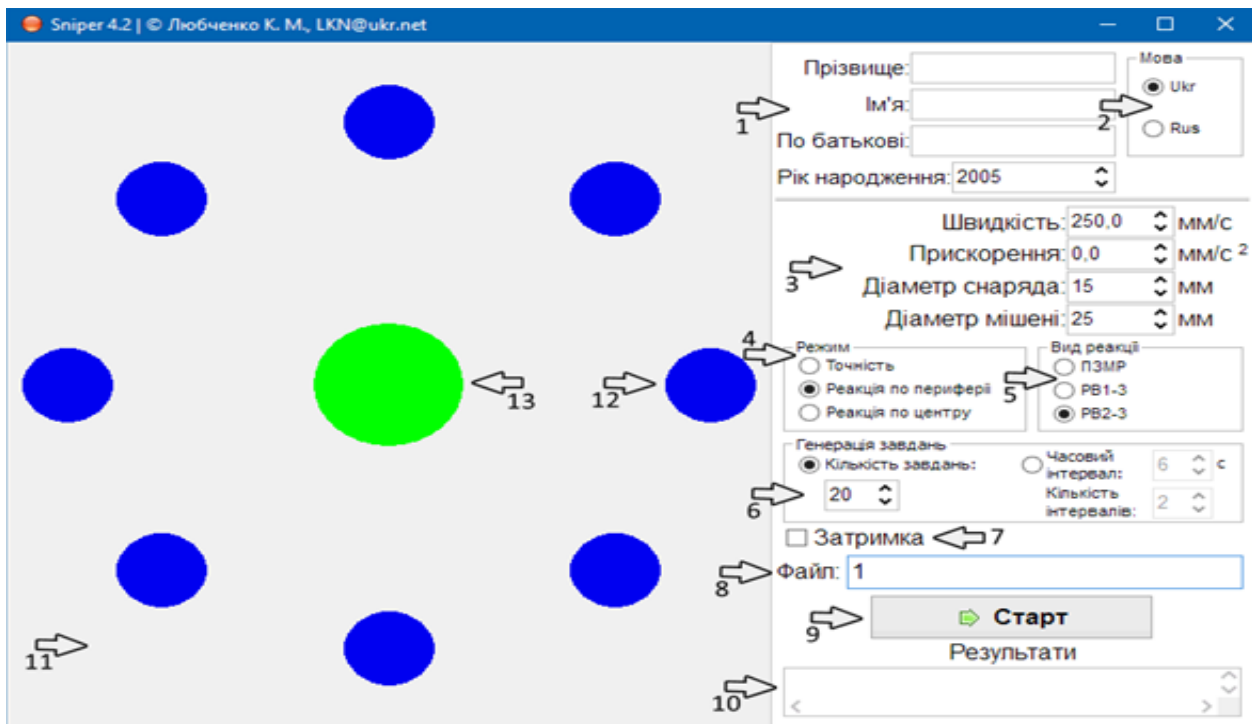 Sniper 4.2 | © Любченко К. М., LKN@ukr.net
Прізвище:
Мова
1
Ім'я:
2
Ukr
По батькові:
Rus
Рік народження: 2005
Швидкість: 250,0 мм/с
Прискорення: 0,0 мм/с ²
3
Діаметр снаряда: 15 мм
Діаметр мішені: 25 мм
4
Режим
Вид реакції
Точність
5
ПЗМР
Реакція по периферії
РВ1-3
Реакція по центру
РВ2-3
13
12
Генерація завдань
Кількість завдань:
Часовий інтервал: 6 с
6
20
Кількість інтервалів: 2
Затримка 7
8
Файл: 1
9
Старт
11
Результати
10